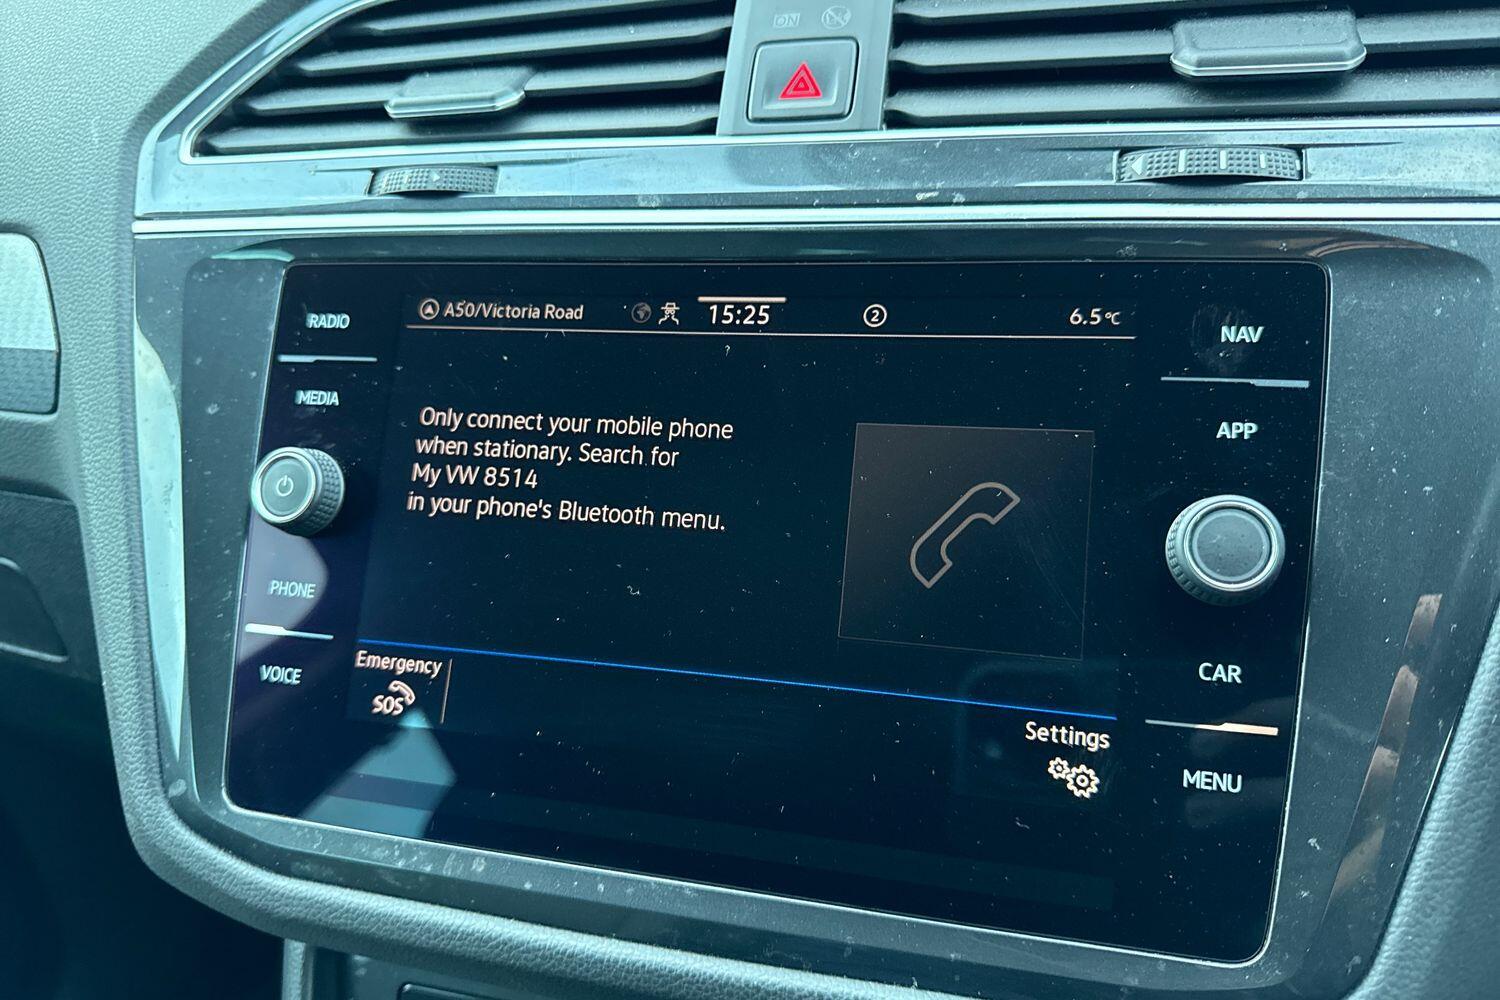 ON
A50/Victoria Road
15:25
2
6.5°C
RADIO
MEDIA
PHONE
VOICE
Only connect your mobile phone
when stationary. Search for
My VW 8514
in your phone's Bluetooth menu.
Emergency
SOS
Settings
NAV
APP
CAR
MENU